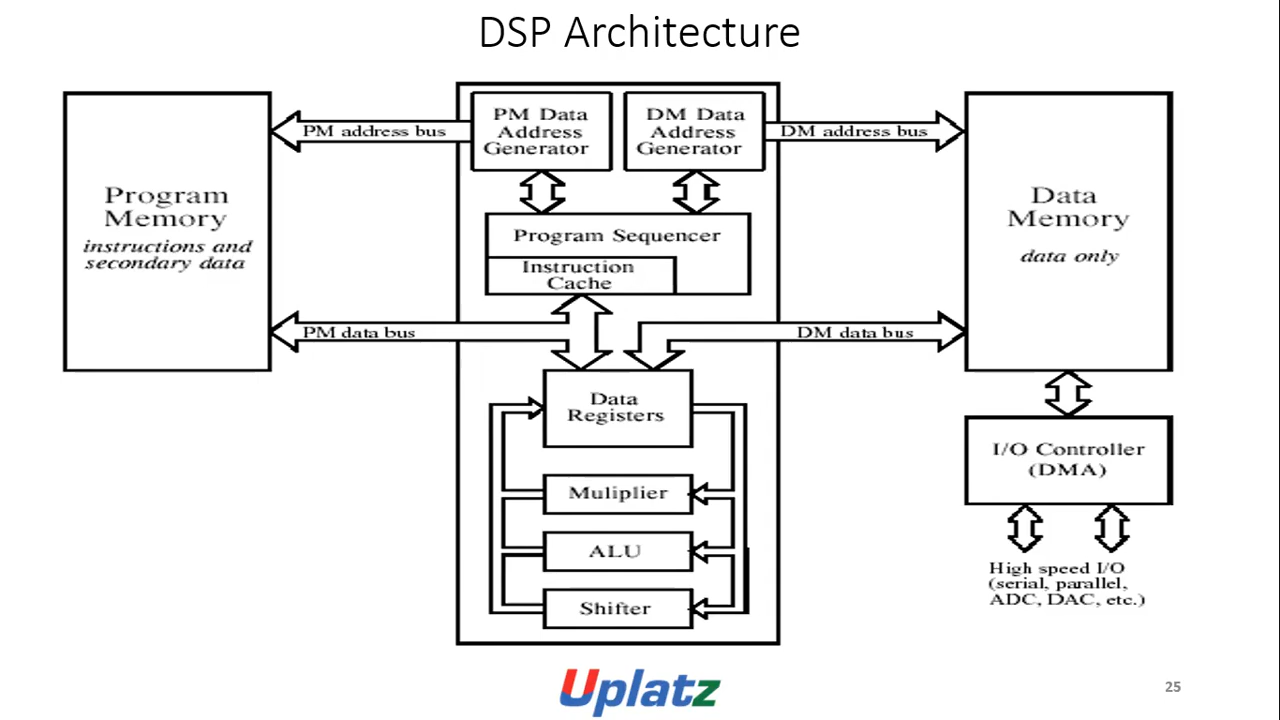 DSP Architecture
Program
Memory
instructions and
secondary data
PM address bus
PM data bus
PM Data
Address
Generator
DM Data
Address
Generator
Program Sequencer
Instruction
Cache
Data
Registers
Muliplier
ALU
Shifter
DM address bus
DM data bus
Data
Memory
data only
I/O Controller
(DMA)
High speed I/O
(serial, parallel,
ADC, DAC, etc.)
Uplatz
25